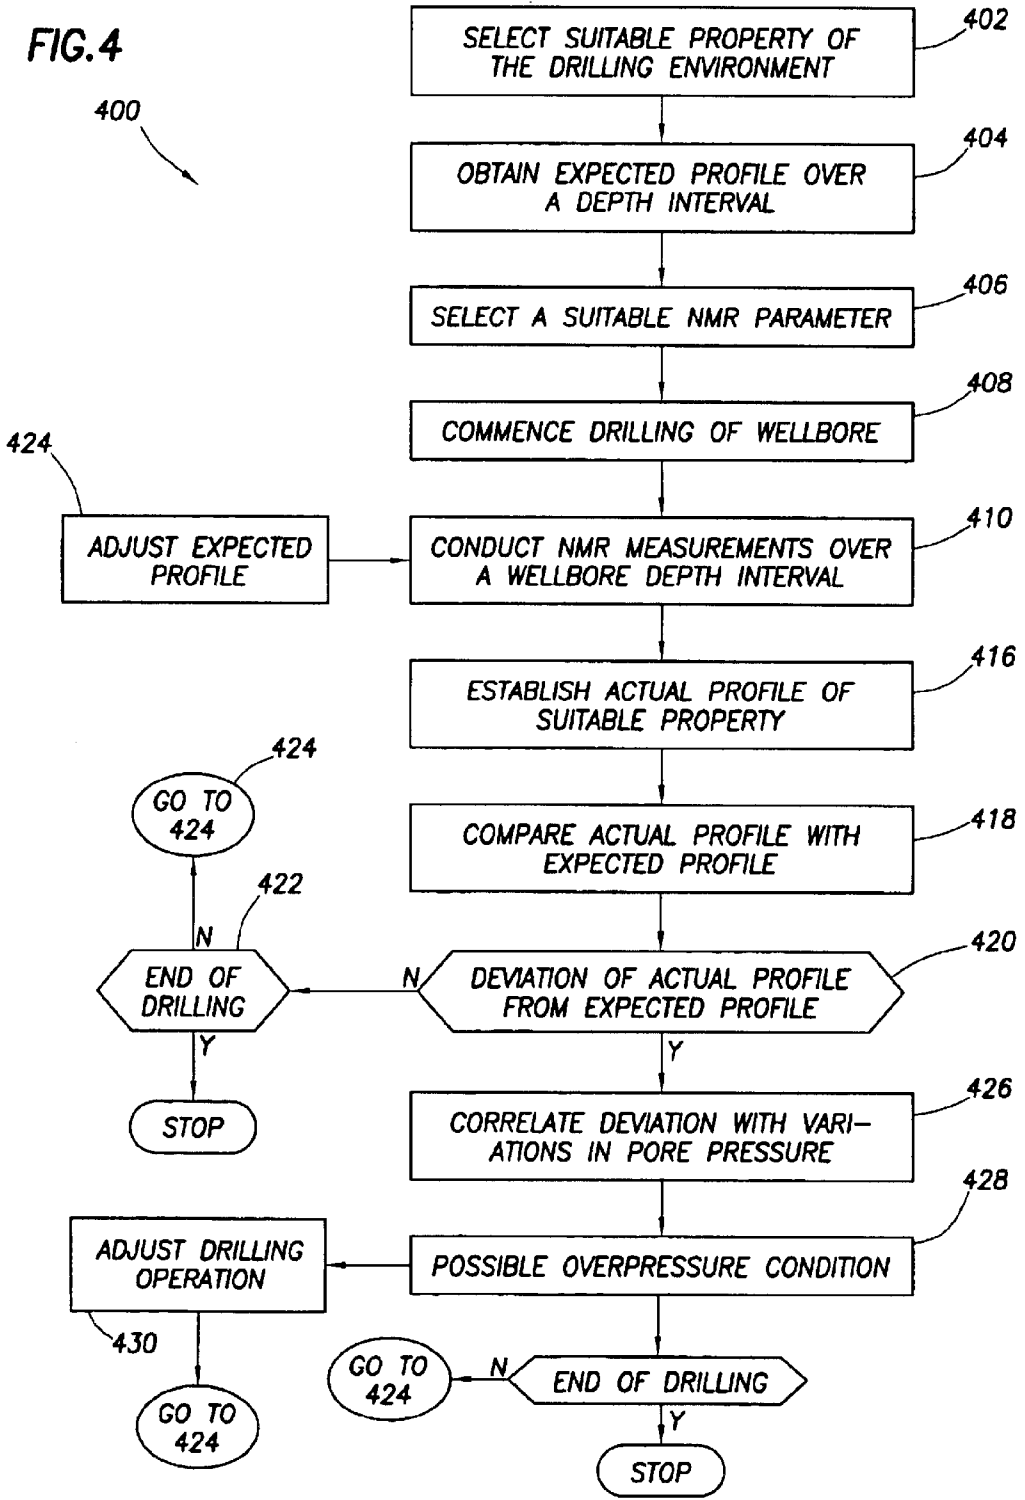 FIG.4
400
SELECT SUITABLE PROPERTY OF
THE DRILLING ENVIRONMENT
402
OBTAIN EXPECTED PROFILE OVER
A DEPTH INTERVAL
404
SELECT A SUITABLE NMR PARAMETER
406
COMMENCE DRILLING OF WELLBORE
408
424
ADJUST EXPECTED
PROFILE
CONDUCT NMR MEASUREMENTS OVER
A WELLBORE DEPTH INTERVAL
410
ESTABLISH ACTUAL PROFILE OF
SUITABLE PROPERTY
416
COMPARE ACTUAL PROFILE WITH
EXPECTED PROFILE
418
424
GO TO
424
N
422
END OF
DRILLING
Y
STOP
N
DEVIATION OF ACTUAL PROFILE
FROM EXPECTED PROFILE
420
Y
CORRELATE DEVIATION WITH VARI-
ATIONS IN PORE PRESSURE
426
POSSIBLE OVERPRESSURE CONDITION
428
ADJUST DRILLING
OPERATION
430
GO TO
424
GO TO
424
N
END OF DRILLING
Y
STOP